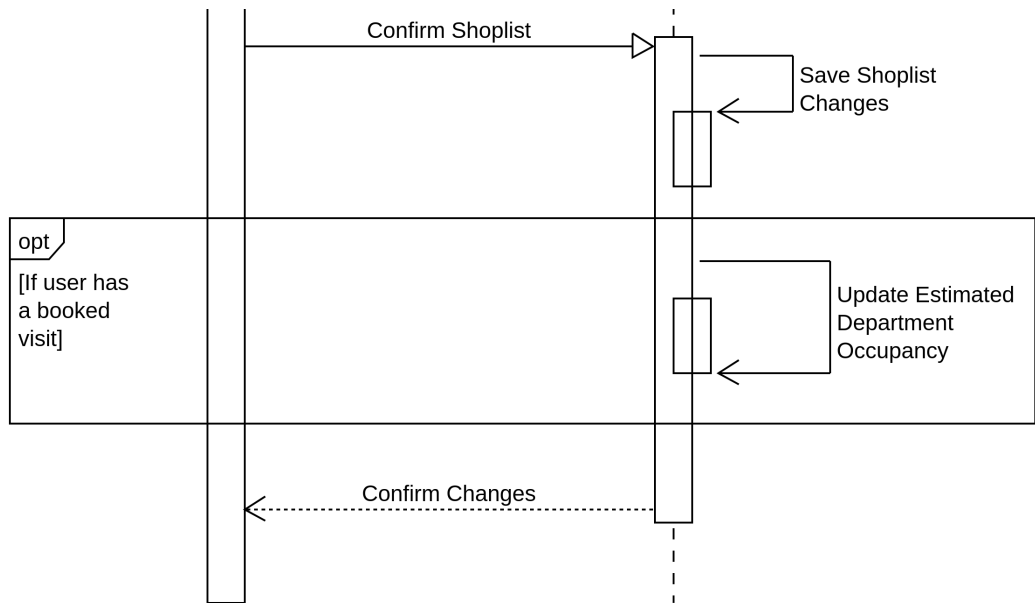 Confirm Shoplist
Save Shoplist
Changes
opt
[If user has
a booked
visit]
Update Estimated
Department
Occupancy
Confirm Changes